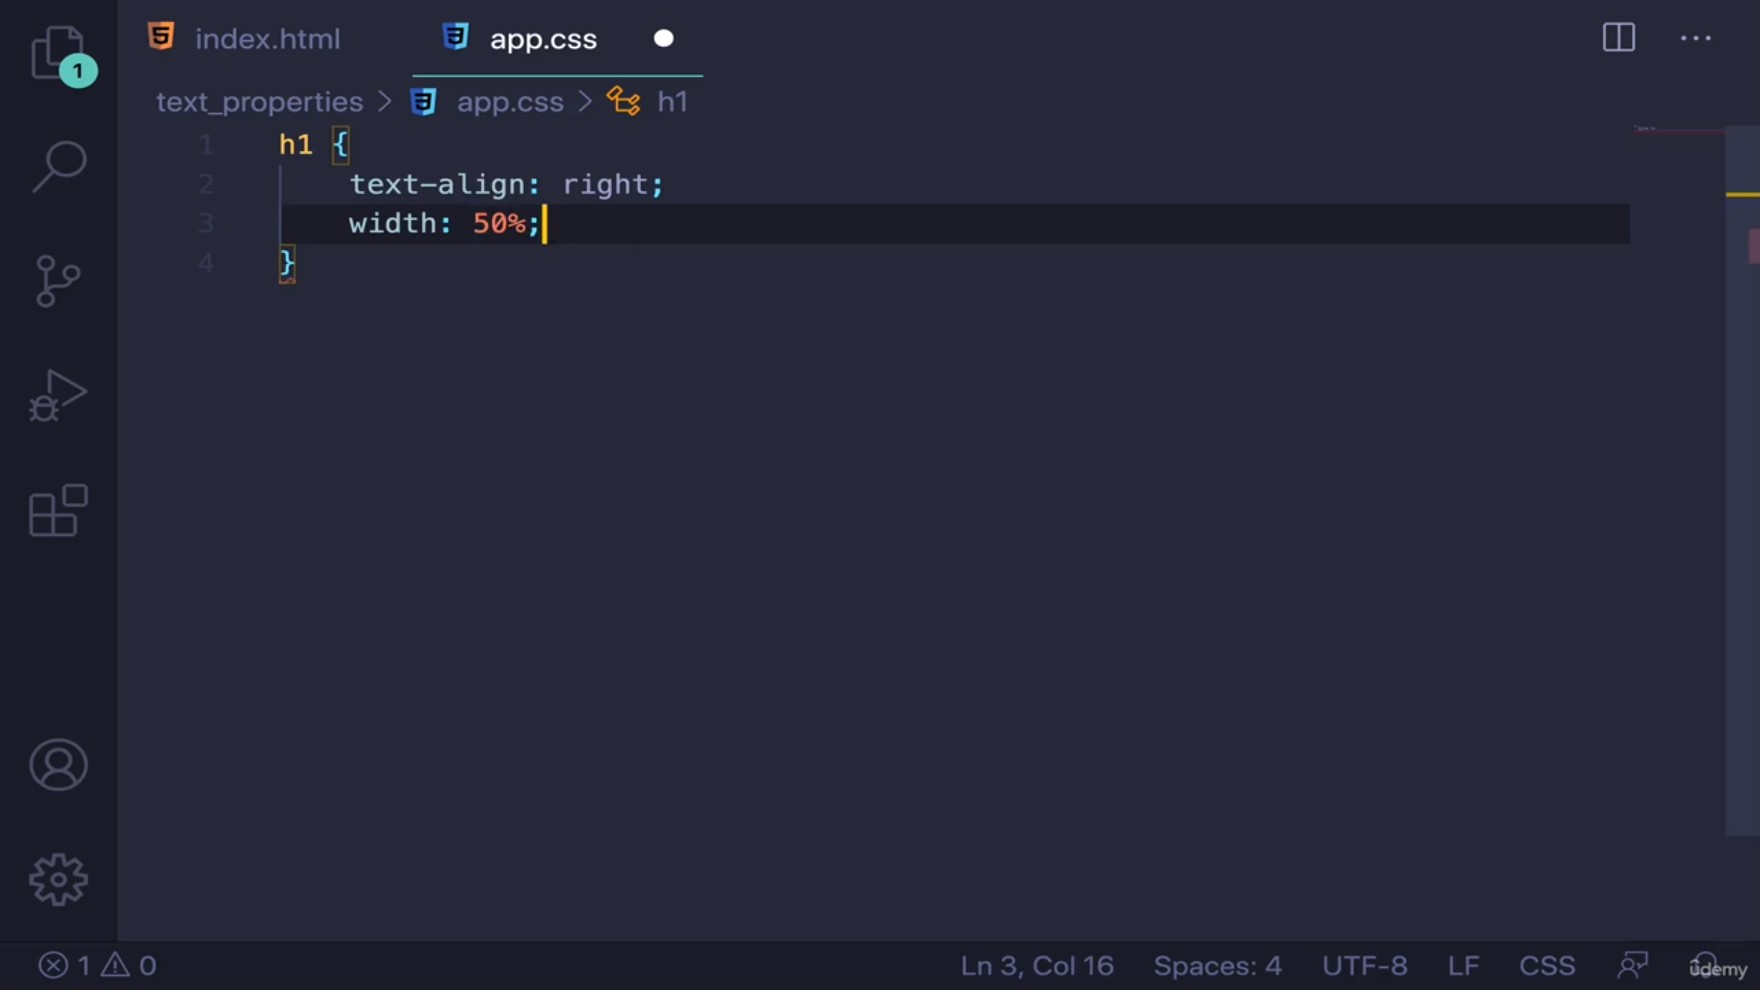 index.html app.css
1
text_properties > app.css > h1
1 h1 {
2 text-align: right;
3 width: 50%;
4 }
1 0 Ln 3, Col 16 Spaces: 4 UTF-8 LF CSS
ûdemy